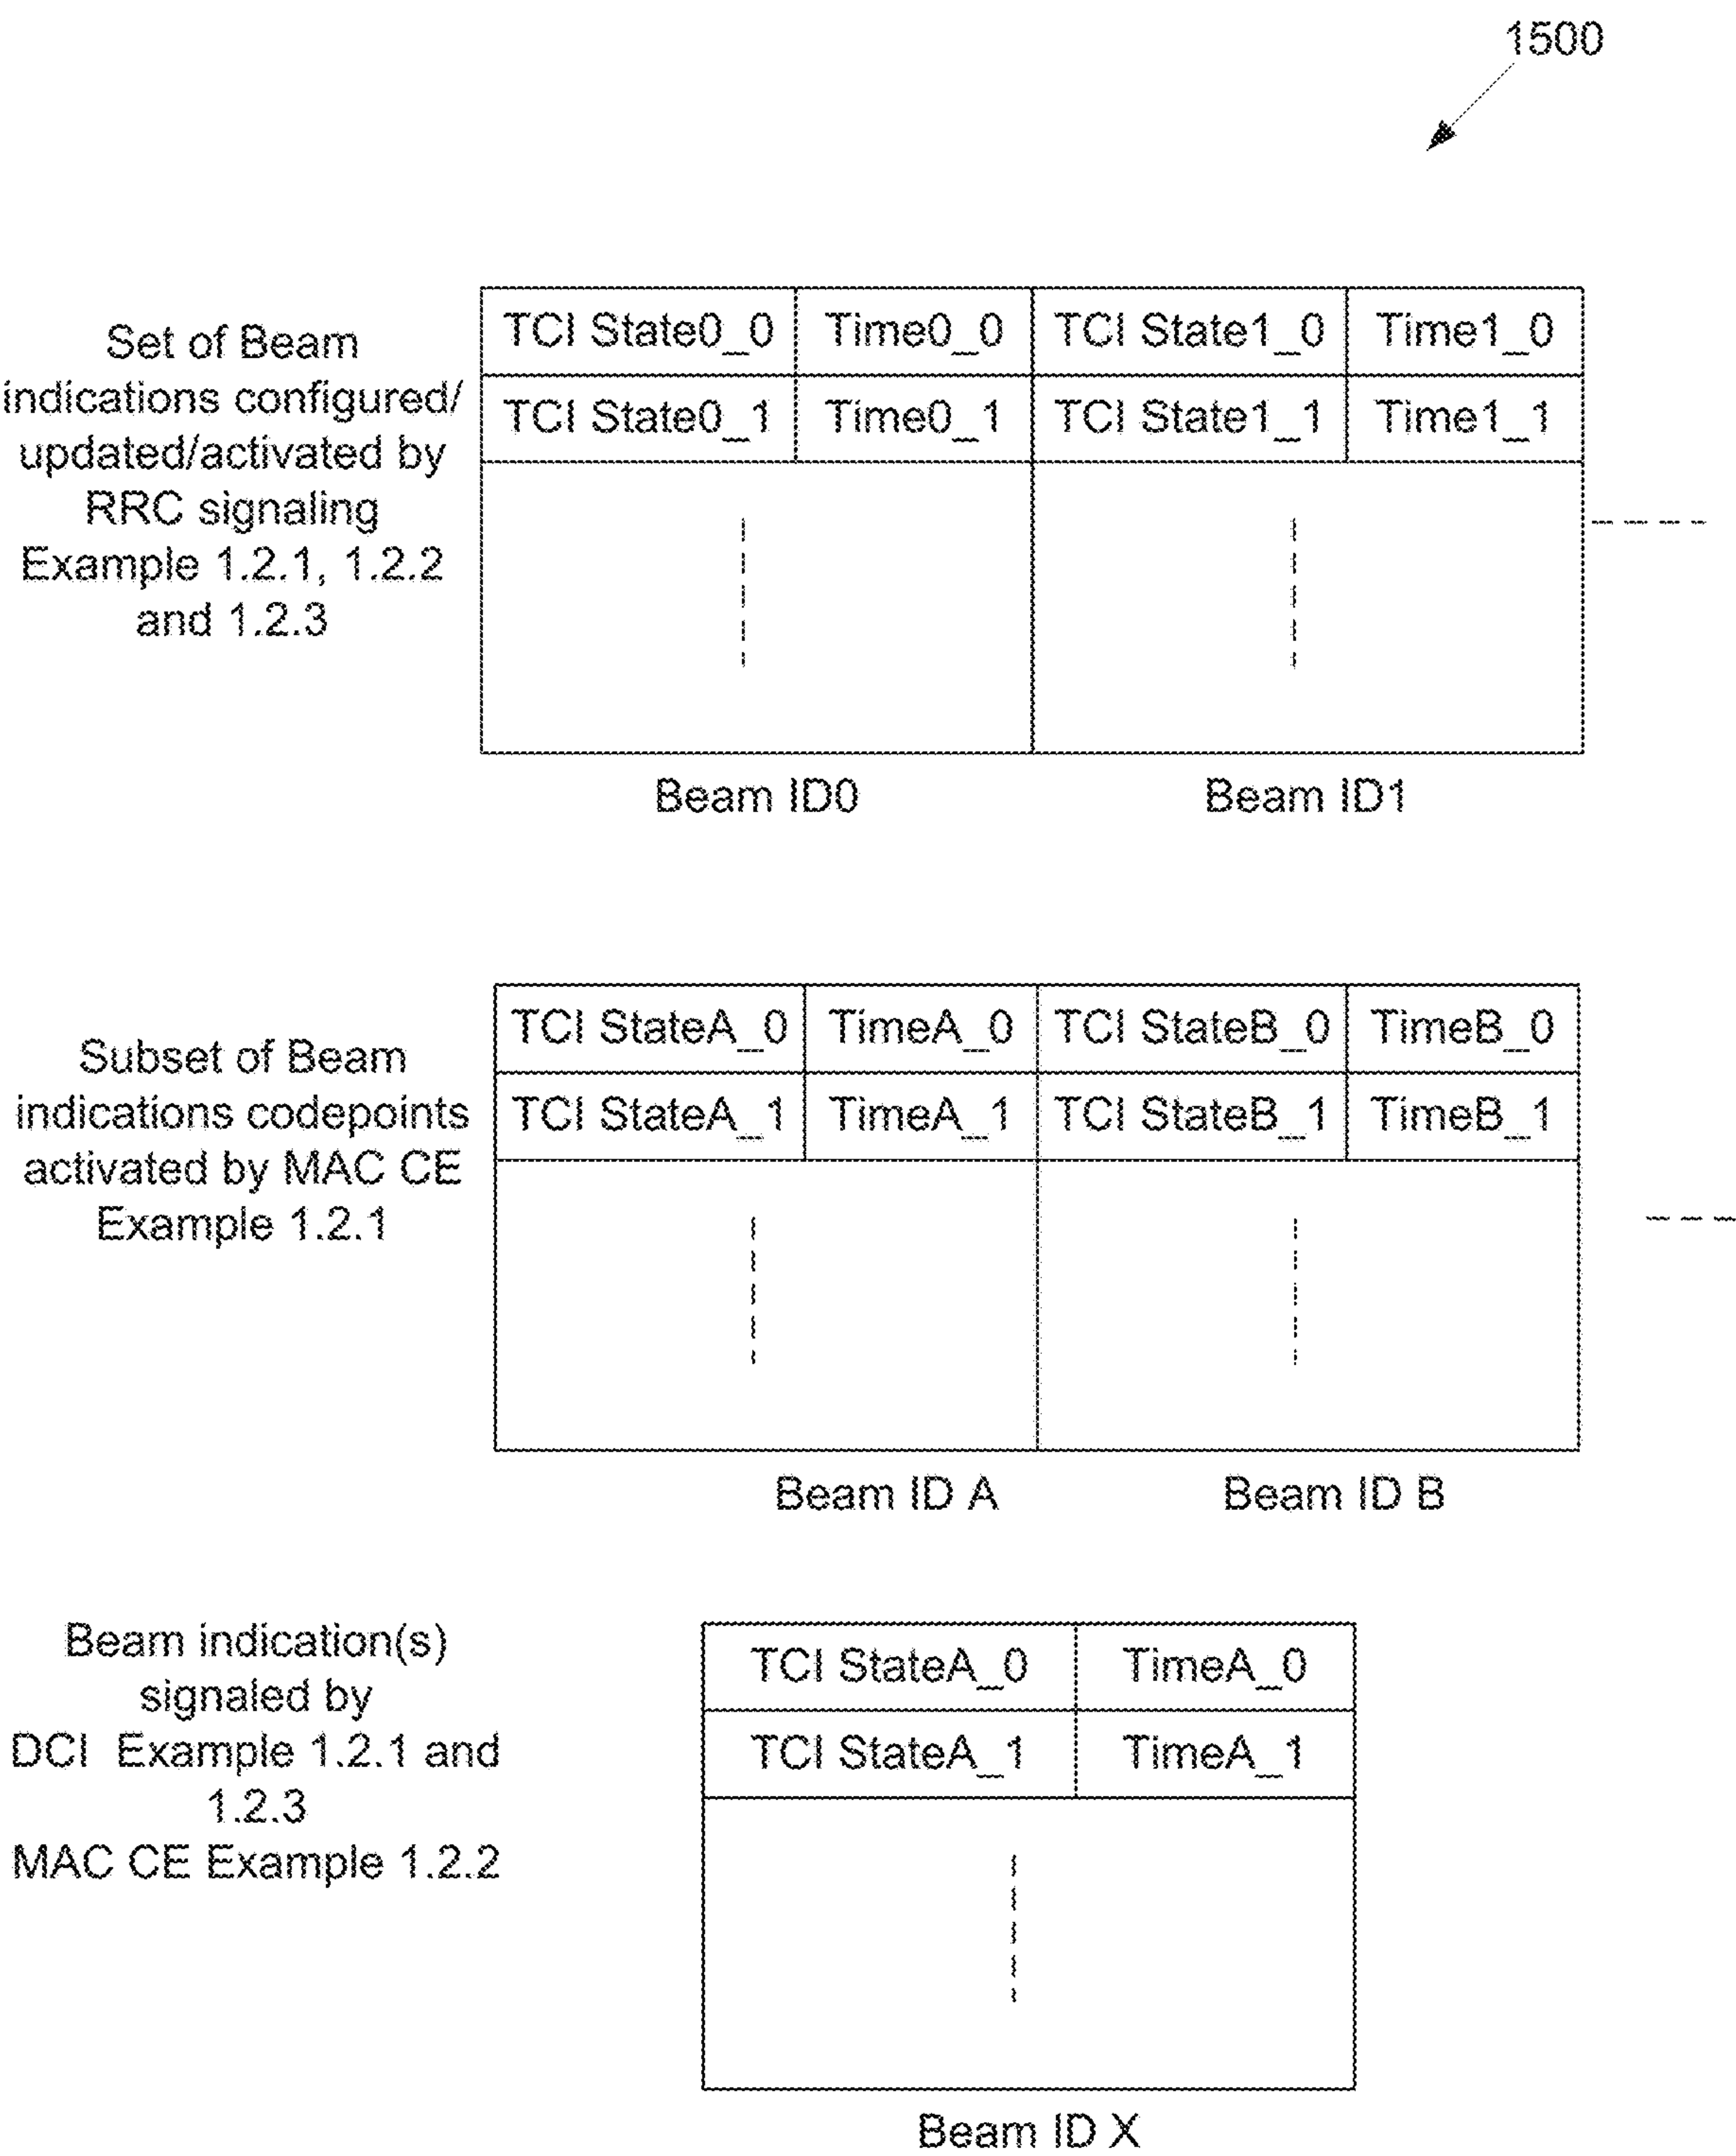 1500
Set of Beam
indications configured/
updated/activated by
RRC signaling
Example 1.2.1, 1.2.2
and 1.2.3
TCI State0_0 Time0_0 TCI State1_0 Time1_0
TCI State0_1 Time0_1 TCI State1_1 Time1_1
Beam ID0 Beam ID1
Subset of Beam
indications codepoints
activated by MAC CE
Example 1.2.1
TCI StateA_0 TimeA_0 TCI StateB_0 TimeB_0
TCI StateA_1 TimeA_1 TCI StateB_1 TimeB_1
Beam ID A Beam ID B
Beam indication(s)
signaled by
DCI Example 1.2.1 and
1.2.3
MAC CE Example 1.2.2
TCI StateA_0 TimeA_0
TCI StateA_1 TimeA_1
Beam ID X